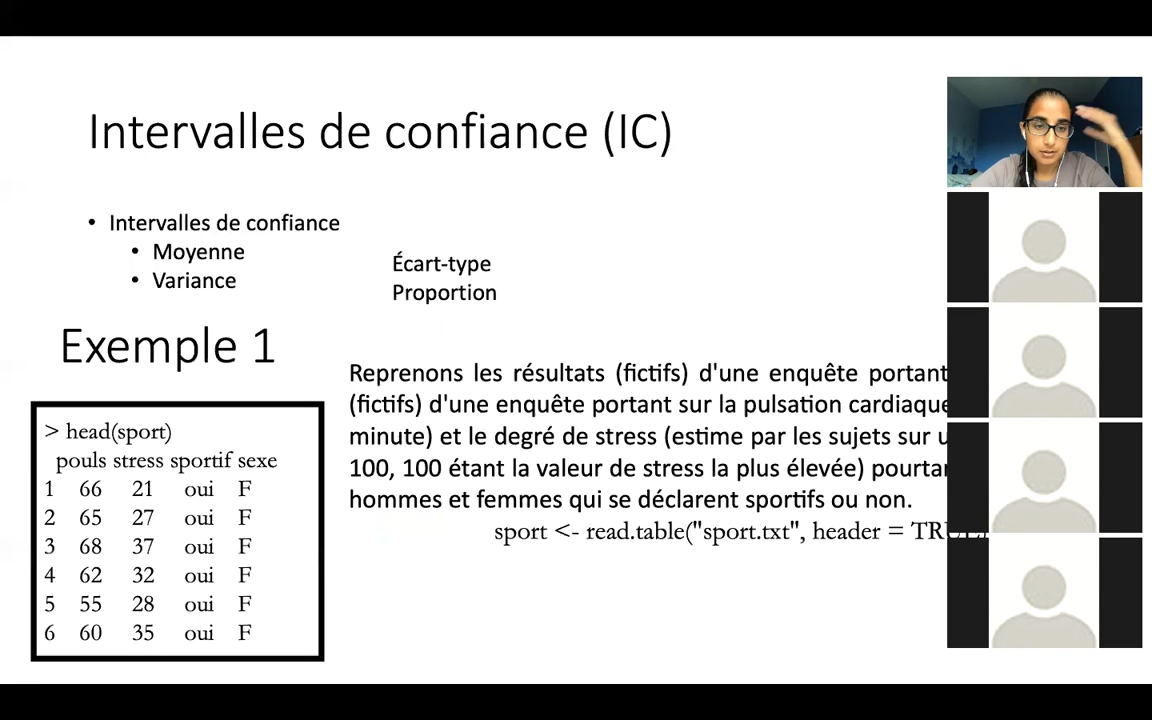 Intervalles de confiance (IC)
• Intervalles de confiance
• Moyenne
• Variance
Écart-type
Proportion
Exemple 1
> head(sport)
pouls stress sportif sexe
1 66 21 oui F
2 65 27 oui F
3 68 37 oui F
4 62 32 oui F
5 55 28 oui F
6 60 35 oui F
Reprenons les résultats (fictifs) d'une enquête portant
(fictifs) d'une enquête portant sur la pulsation cardiaque
minute) et le degré de stress (estime par les sujets sur
100, 100 étant la valeur de stress la plus élevée)
hommes et femmes qui se déclarent sportifs ou non.
sport <- read.table("sport.txt", header =